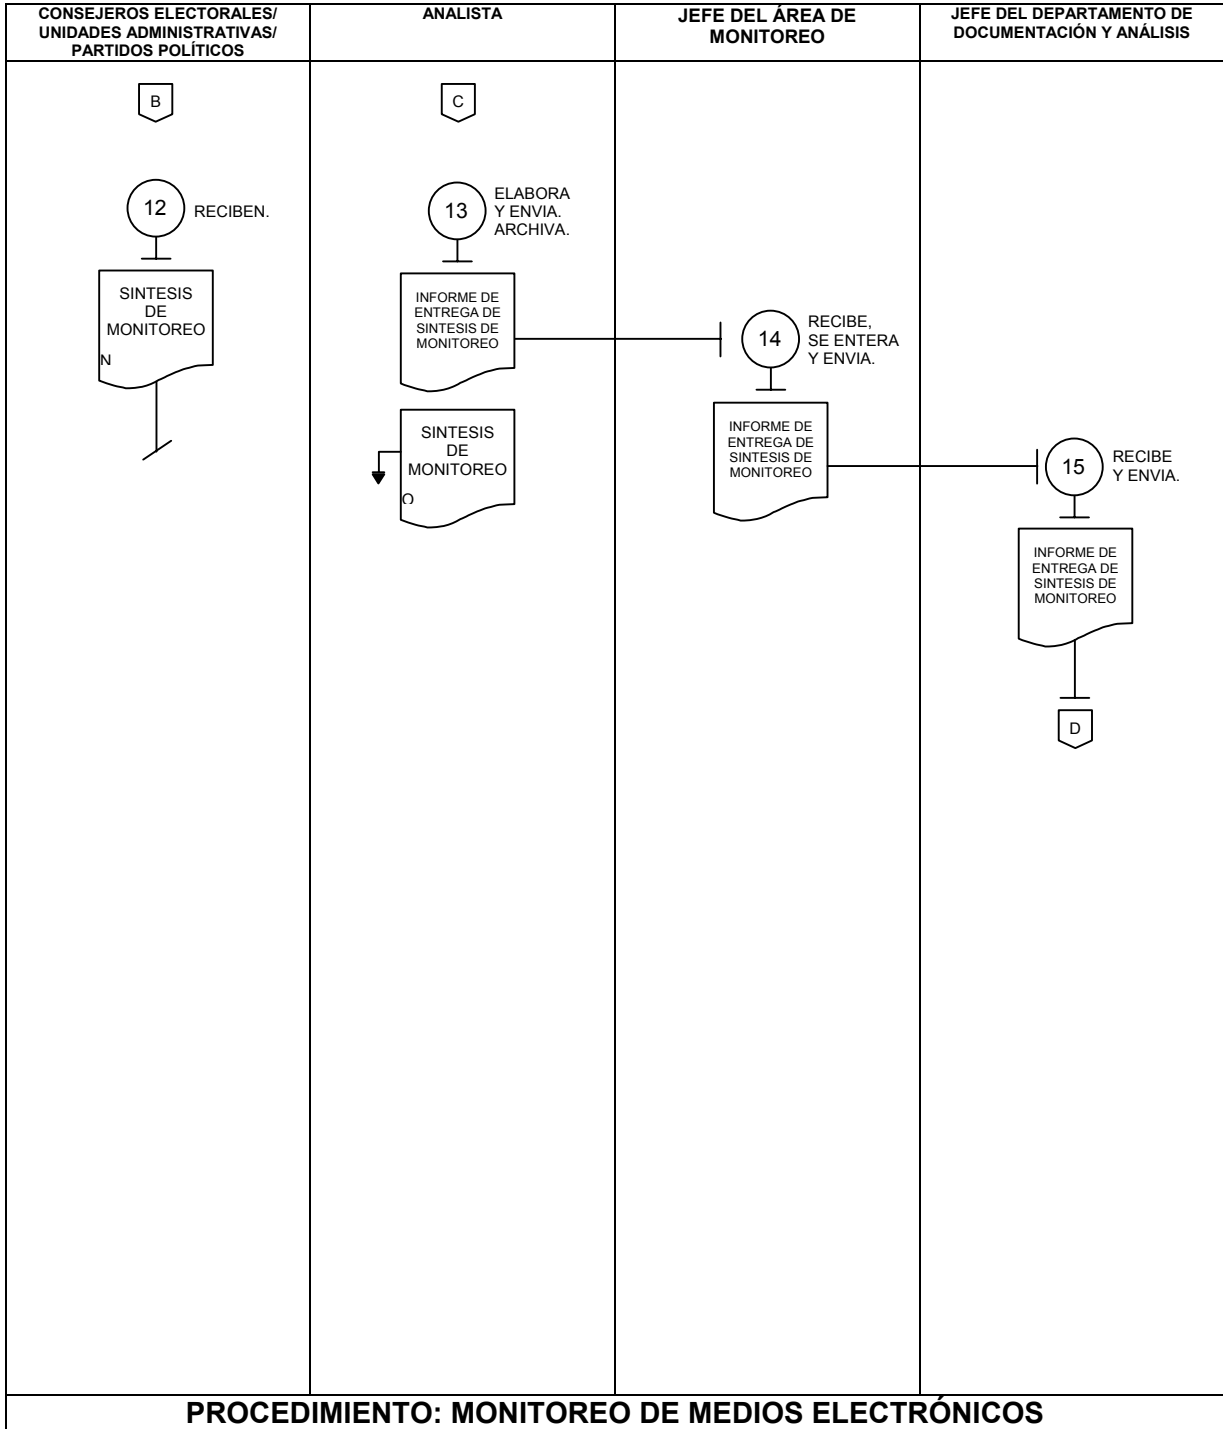 CONSEJEROS ELECTORALES/
UNIDADES ADMINISTRATIVAS/
PARTIDOS POLÍTICOS
ANALISTA
JEFE DEL ÁREA DE
MONITOREO
JEFE DEL DEPARTAMENTO DE
DOCUMENTACIÓN Y ANÁLISIS
B
C
12
RECIBEN.
SINTESIS
DE
MONITOREO
N
13
ELABORA
Y ENVIA.
ARCHIVA.
INFORME DE
ENTREGA DE
SINTESIS DE
MONITOREO
SINTESIS
DE
MONITOREO
O
14
RECIBE,
SE ENTERA
Y ENVIA.
INFORME DE
ENTREGA DE
SINTESIS DE
MONITOREO
15
RECIBE
Y ENVIA.
INFORME DE
ENTREGA DE
SINTESIS DE
MONITOREO
D
PROCEDIMIENTO: MONITOREO DE MEDIOS ELECTRÓNICOS